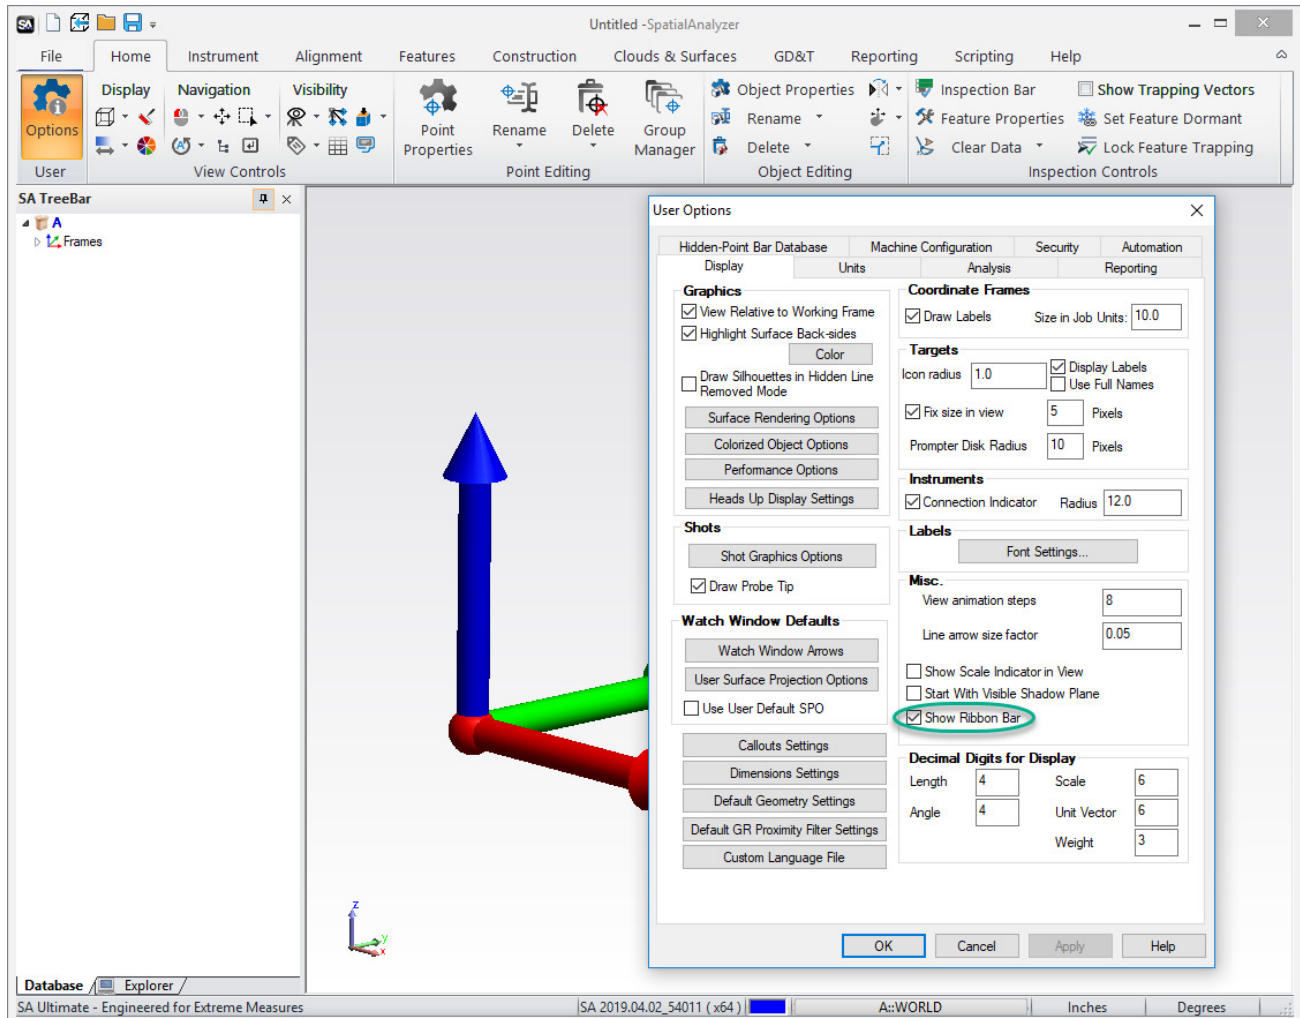 SA
Untitled -SpatialAnalyzer
File Home Instrument Alignment Features Construction Clouds & Surfaces GD&T Reporting Scripting Help
Display Navigation Visibility Object Properties Inspection Bar Show Trapping Vectors
Options Point Properties Rename Delete Group Manager Rename Feature Properties Set Feature Dormant
Delete Clear Data Lock Feature Trapping
User View Controls Point Editing Object Editing Inspection Controls
SA TreeBar
A
Frames
User Options
Hidden-Point Bar Database Machine Configuration Security Automation
Display Units Analysis Reporting
Graphics
View Relative to Working Frame
Highlight Surface Back-sides
Color
Draw Silhouettes in Hidden Line
Removed Mode
Surface Rendering Options
Colorized Object Options
Performance Options
Heads Up Display Settings
Shots
Shot Graphics Options
Draw Probe Tip
Watch Window Defaults
Watch Window Arrows
User Surface Projection Options
Use User Default SPO
Callouts Settings
Dimensions Settings
Default Geometry Settings
Default GR Proximity Filter Settings
Custom Language File
Coordinate Frames
Draw Labels Size in Job Units: 10.0
Targets
Icon radius 1.0 Display Labels
Use Full Names
Fix size in view 5 Pixels
Prompter Disk Radius 10 Pixels
Instruments
Connection Indicator Radius 12.0
Labels
Font Settings...
Misc.
View animation steps 8
Line arrow size factor 0.05
Show Scale Indicator in View
Start With Visible Shadow Plane
Show Ribbon Bar
Decimal Digits for Display
Length 4 Scale 6
Angle 4 Unit Vector 6
Weight 3
OK Cancel Apply Help
z
y
x
Database Explorer
SA Ultimate - Engineered for Extreme Measures SA 2019.04.02_54011 ( x64 ) A::WORLD Inches Degrees